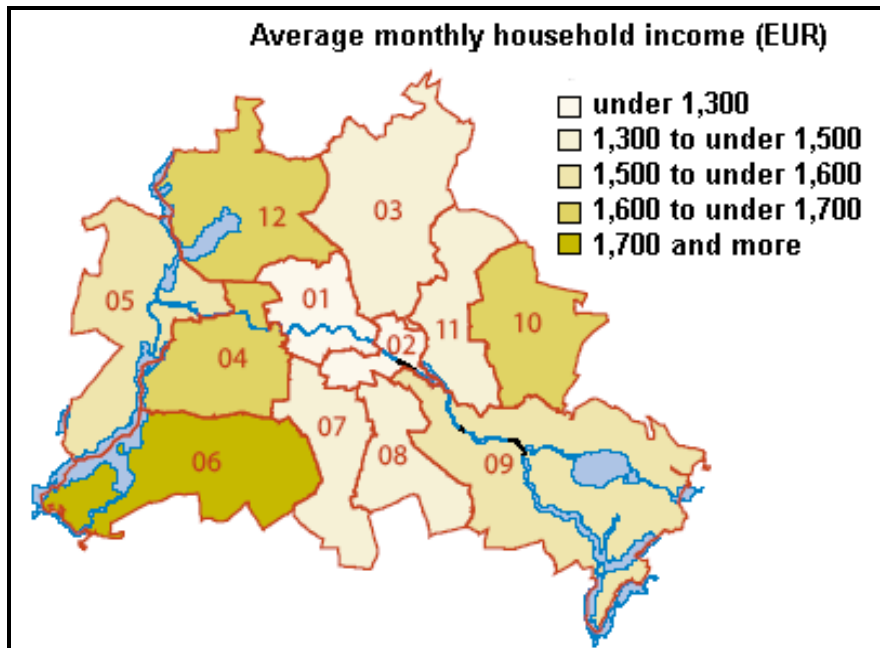 Average monthly household income (EUR)
under 1,300
1,300 to under 1,500
1,500 to under 1,600
1,600 to under 1,700
1,700 and more
12
03
05
01
11
10
02
04
07
06
08
09